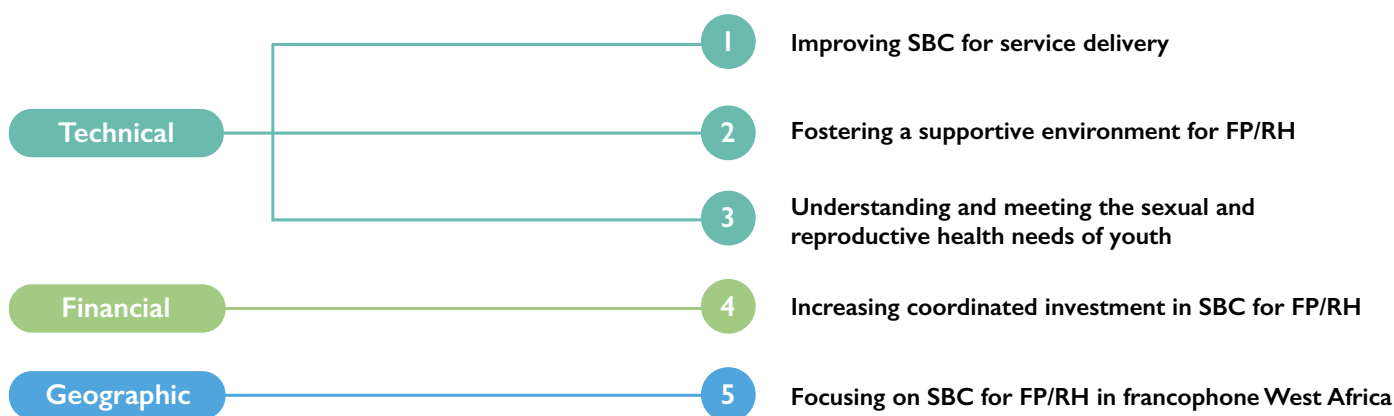 Technical
1 Improving SBC for service delivery
2 Fostering a supportive environment for FP/RH
3 Understanding and meeting the sexual and
reproductive health needs of youth
Financial
4 Increasing coordinated investment in SBC for FP/RH
Geographic
5 Focusing on SBC for FP/RH in francophone West Africa